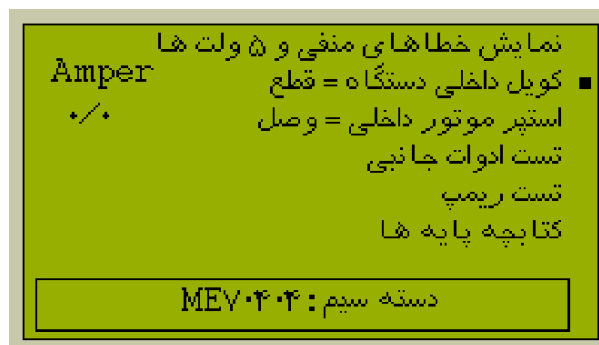 نمایش خطاهای منفی و ۵ ولت ها
Amper
کویل داخلی دستگاه = قطع
۰/۰
استپر موتور داخلی = وصل
تست ادوات جانبی
تست ریمپ
کتابچه پایه ها
دسته سیم: MEV۰۴۰۴